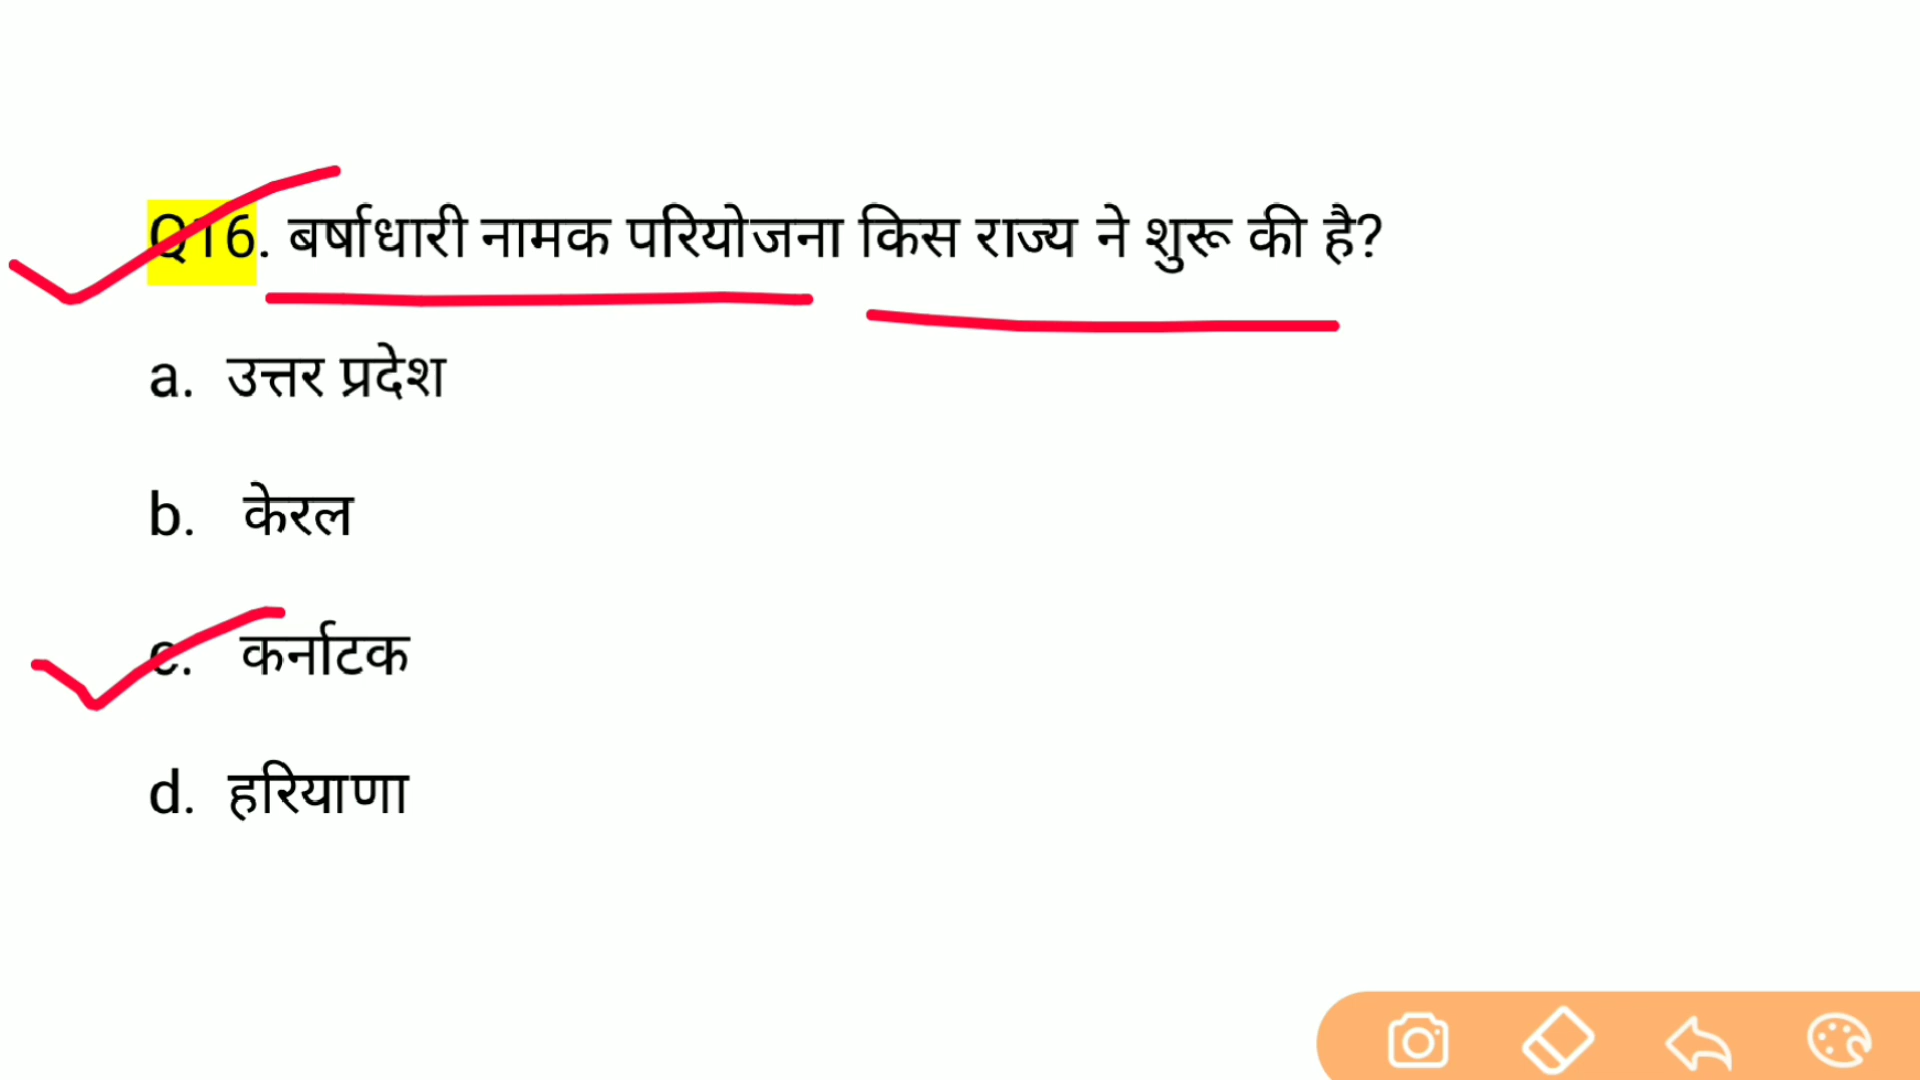 Q16. बर्षाधारी नामक परियोजना किस राज्य ने शुरू की है?
a. उत्तर प्रदेश
b. केरल
c. कर्नाटक
d. हरियाणा